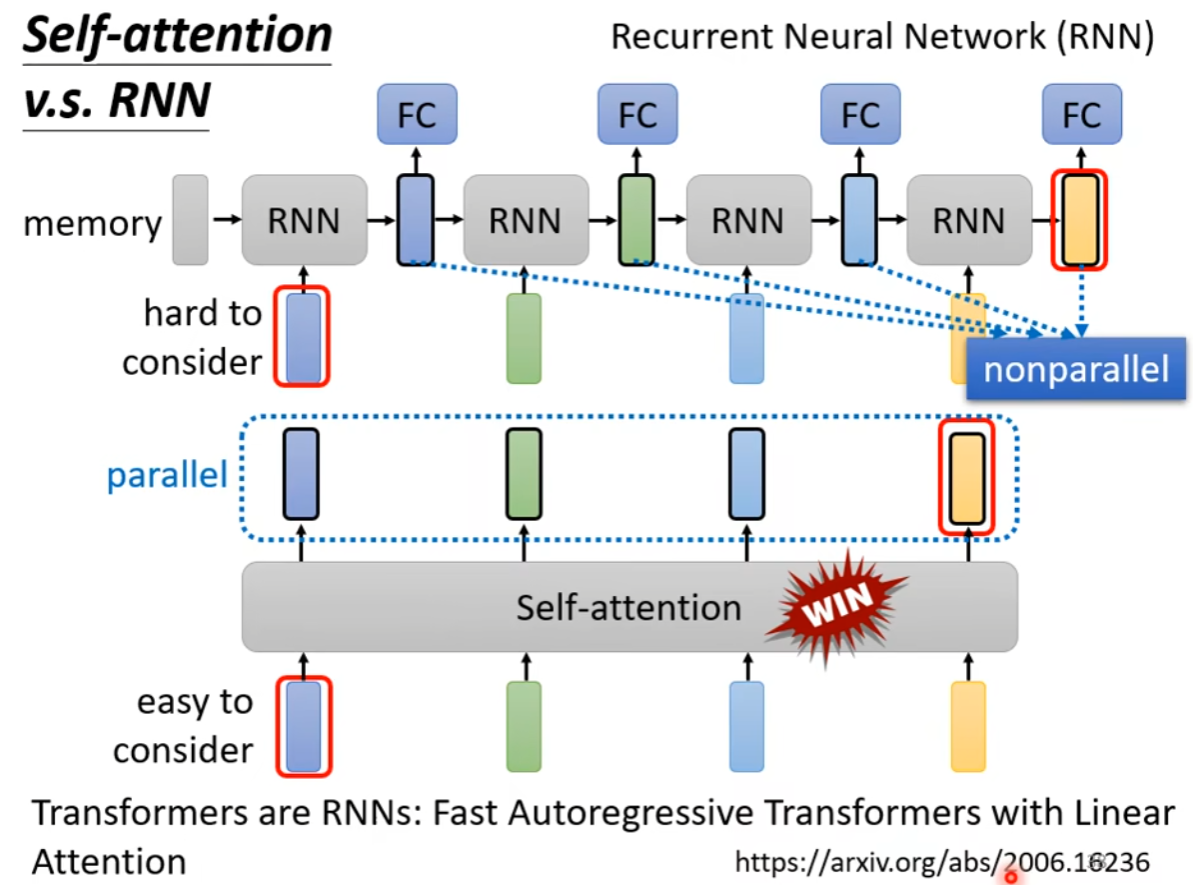 Self-attention
v.s. RNN
Recurrent Neural Network (RNN)
FC
FC
FC
FC
memory
RNN
RNN
RNN
RNN
hard to
consider
nonparallel
parallel
Self-attention
WIN
easy to
consider
Transformers are RNNs: Fast Autoregressive Transformers with Linear
Attention
https://arxiv.org/abs/2006.16236
38